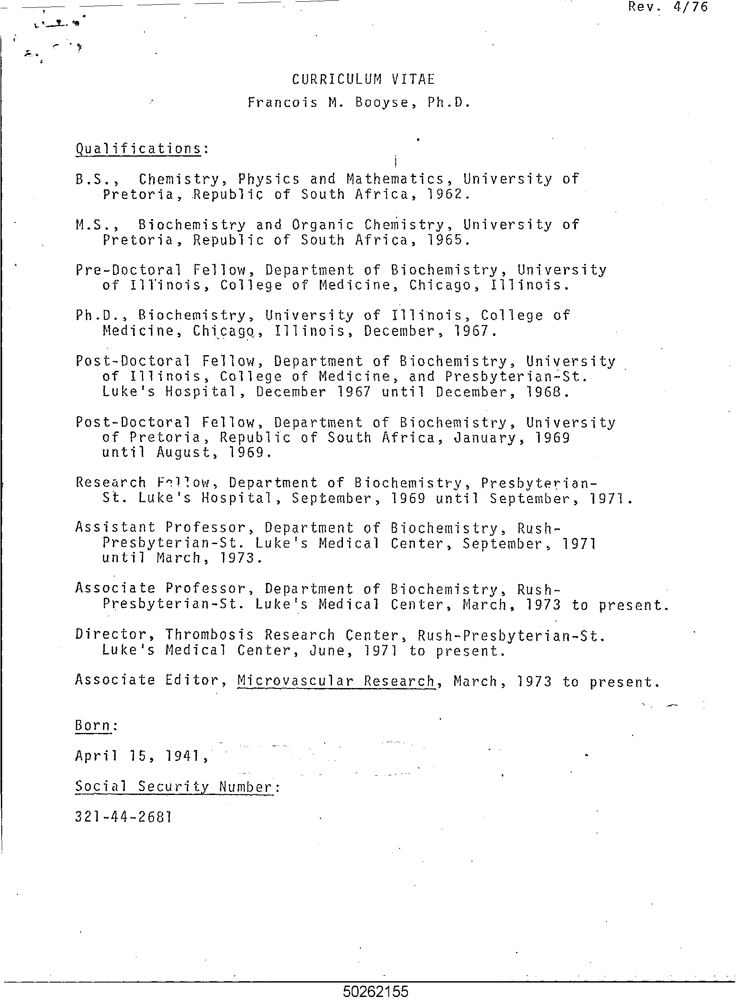 Rev. 4/76
CURRICULUM VITAE
Francois M. Booyse, Ph.D.
Qualifications:
B.S., Chemistry, Physics and Mathematics, University of
Pretoria, Republic of South Africa, 1962.
M.S., Biochemistry and Organic Chemistry, University of
Pretoria, Republic of South Africa, 1965.
Pre-Doctoral Fellow, Department of Biochemistry, University
of Illinois, College of Medicine, Chicago, Illinois.
Ph.D., Biochemistry, University of Illinois, College of
Medicine, Chicago, Illinois, December, 1967.
Post-Doctoral Fellow, Department of Biochemistry, University
of Illinois, College of Medicine, and Presbyterian-St.
Luke's Hospital, December 1967 until December, 1968.
Post-Doctoral Fellow, Department of Biochemistry, University
of Pretoria, Republic of South Africa, January, 1969
until August, 1969.
Research Fellow, Department of Biochemistry, Presbyterian-
St. Luke's Hospital, September, 1969 until September, 1971.
Assistant Professor, Department of Biochemistry, Rush-
Presbyterian-St. Luke's Medical Center, September, 1971
until March, 1973.
Associate Professor, Department of Biochemistry, Rush-
Presbyterian-St. Luke's Medical Center, March, 1973 to present.
Director, Thrombosis Research Center, Rush-Presbyterian-St.
Luke's Medical Center, June, 1971 to present.
Associate Editor, Microvascular Research, March, 1973 to present.
Born:
April 15, 1941,
Social Security Number:
321-44-2681
50262155